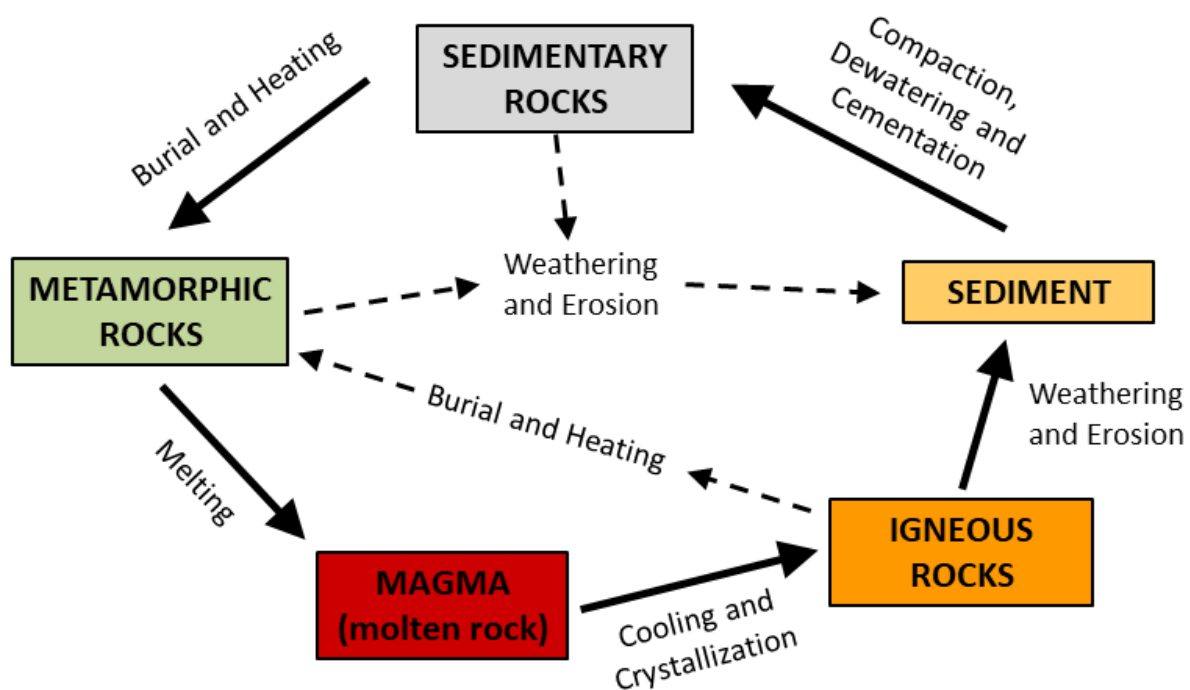 SEDIMENTARY
ROCKS
Compaction,
Dewatering and
Cementation
Burial and Heating
METAMORPHIC
ROCKS
Weathering
and Erosion
SEDIMENT
Burial and Heating
Weathering
and Erosion
Melting
IGNEOUS
ROCKS
MAGMA
(molten rock)
Cooling and
Crystallization